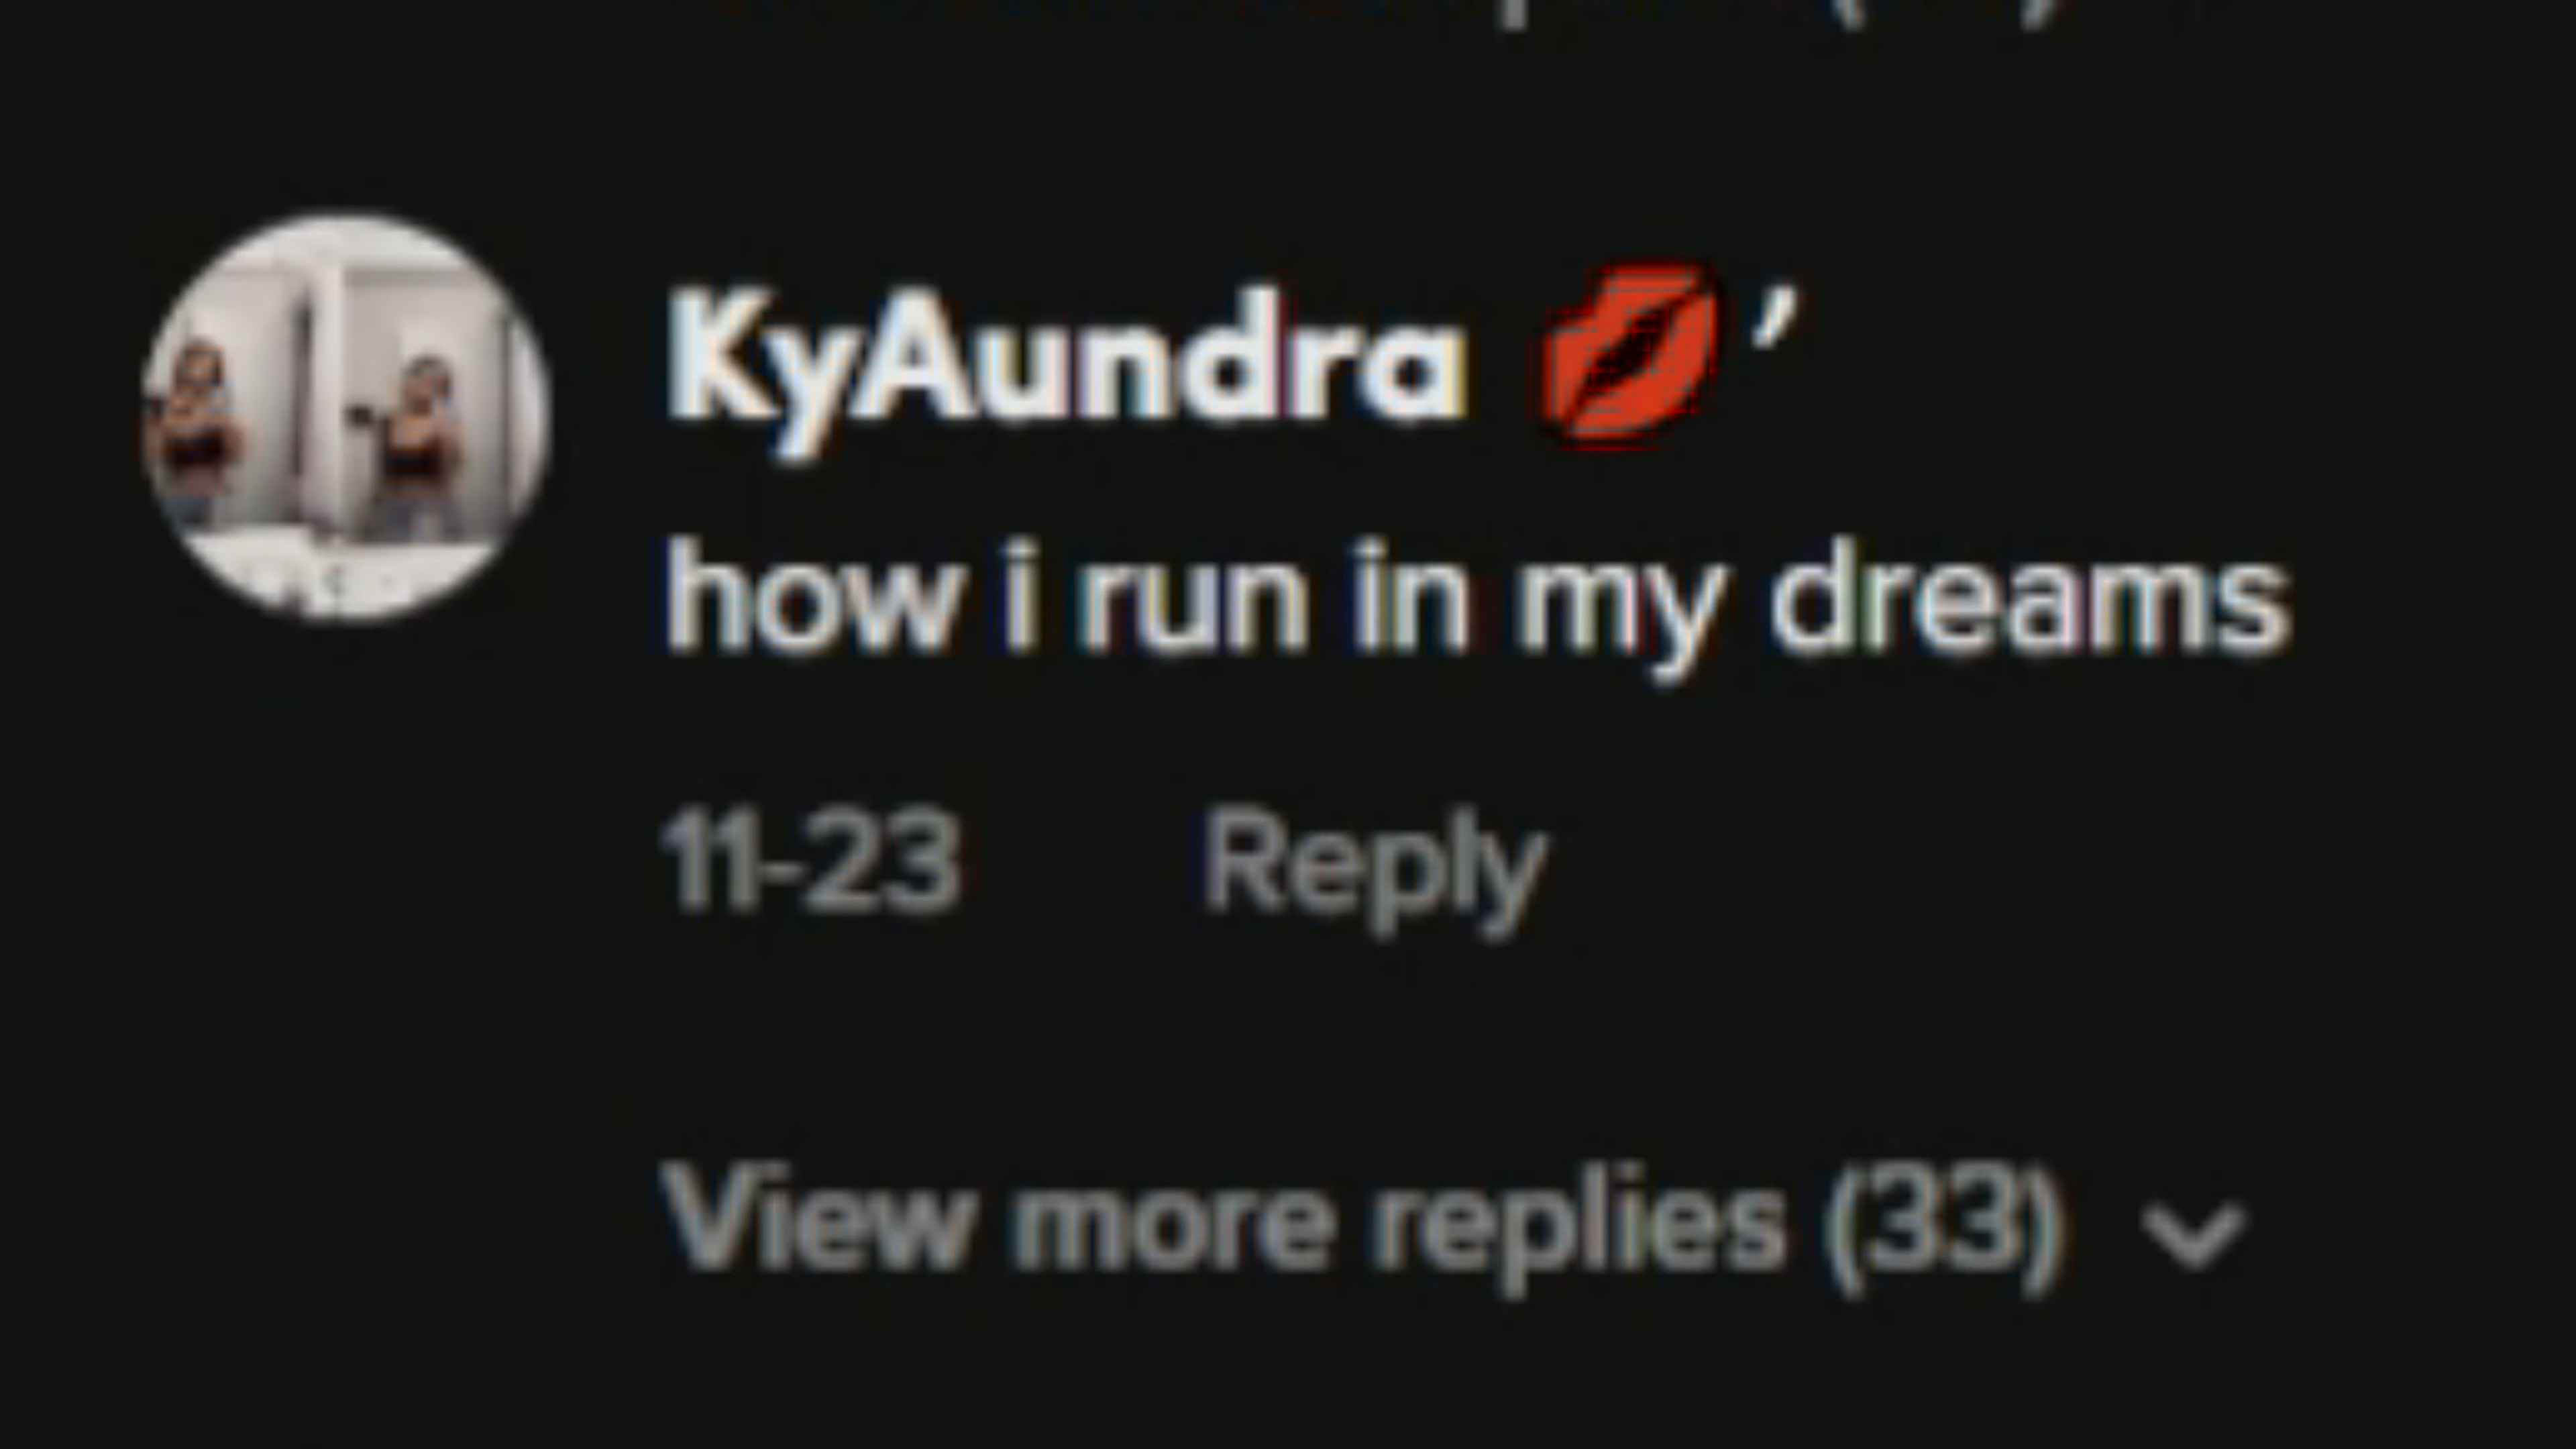 KyAundra 💋’
how i run in my dreams
11-23 Reply
View more replies (33)